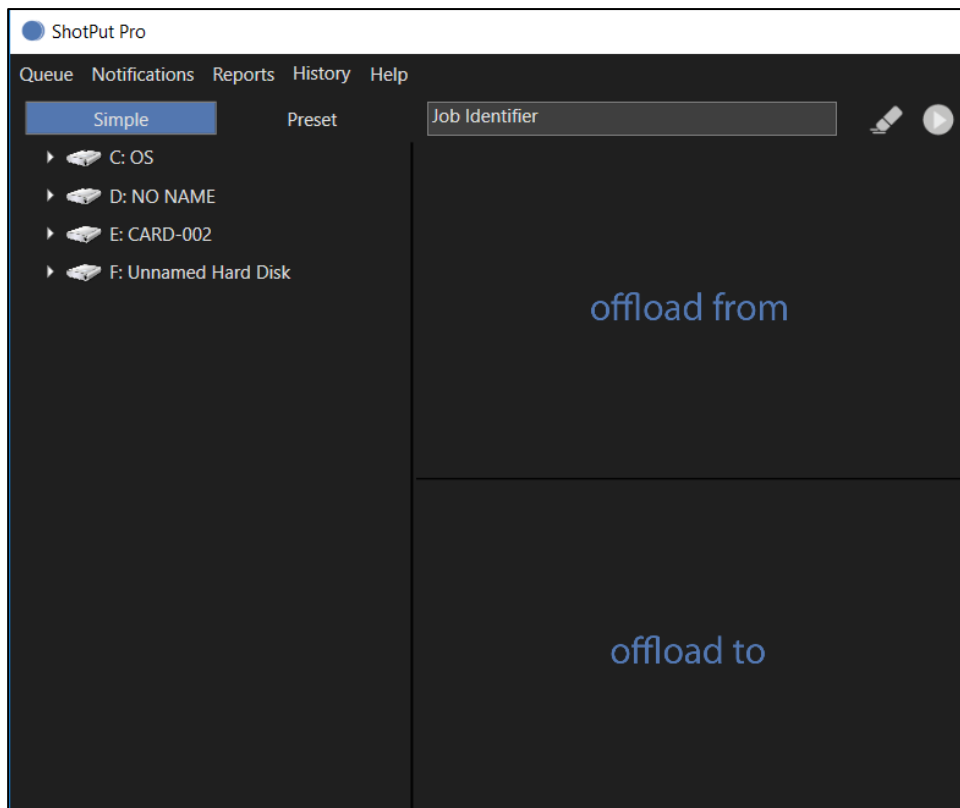 ShotPut Pro
Queue Notifications Reports History Help
Simple Preset Job Identifier
C: OS
D: NO NAME
E: CARD-002
F: Unnamed Hard Disk
offload from
offload to